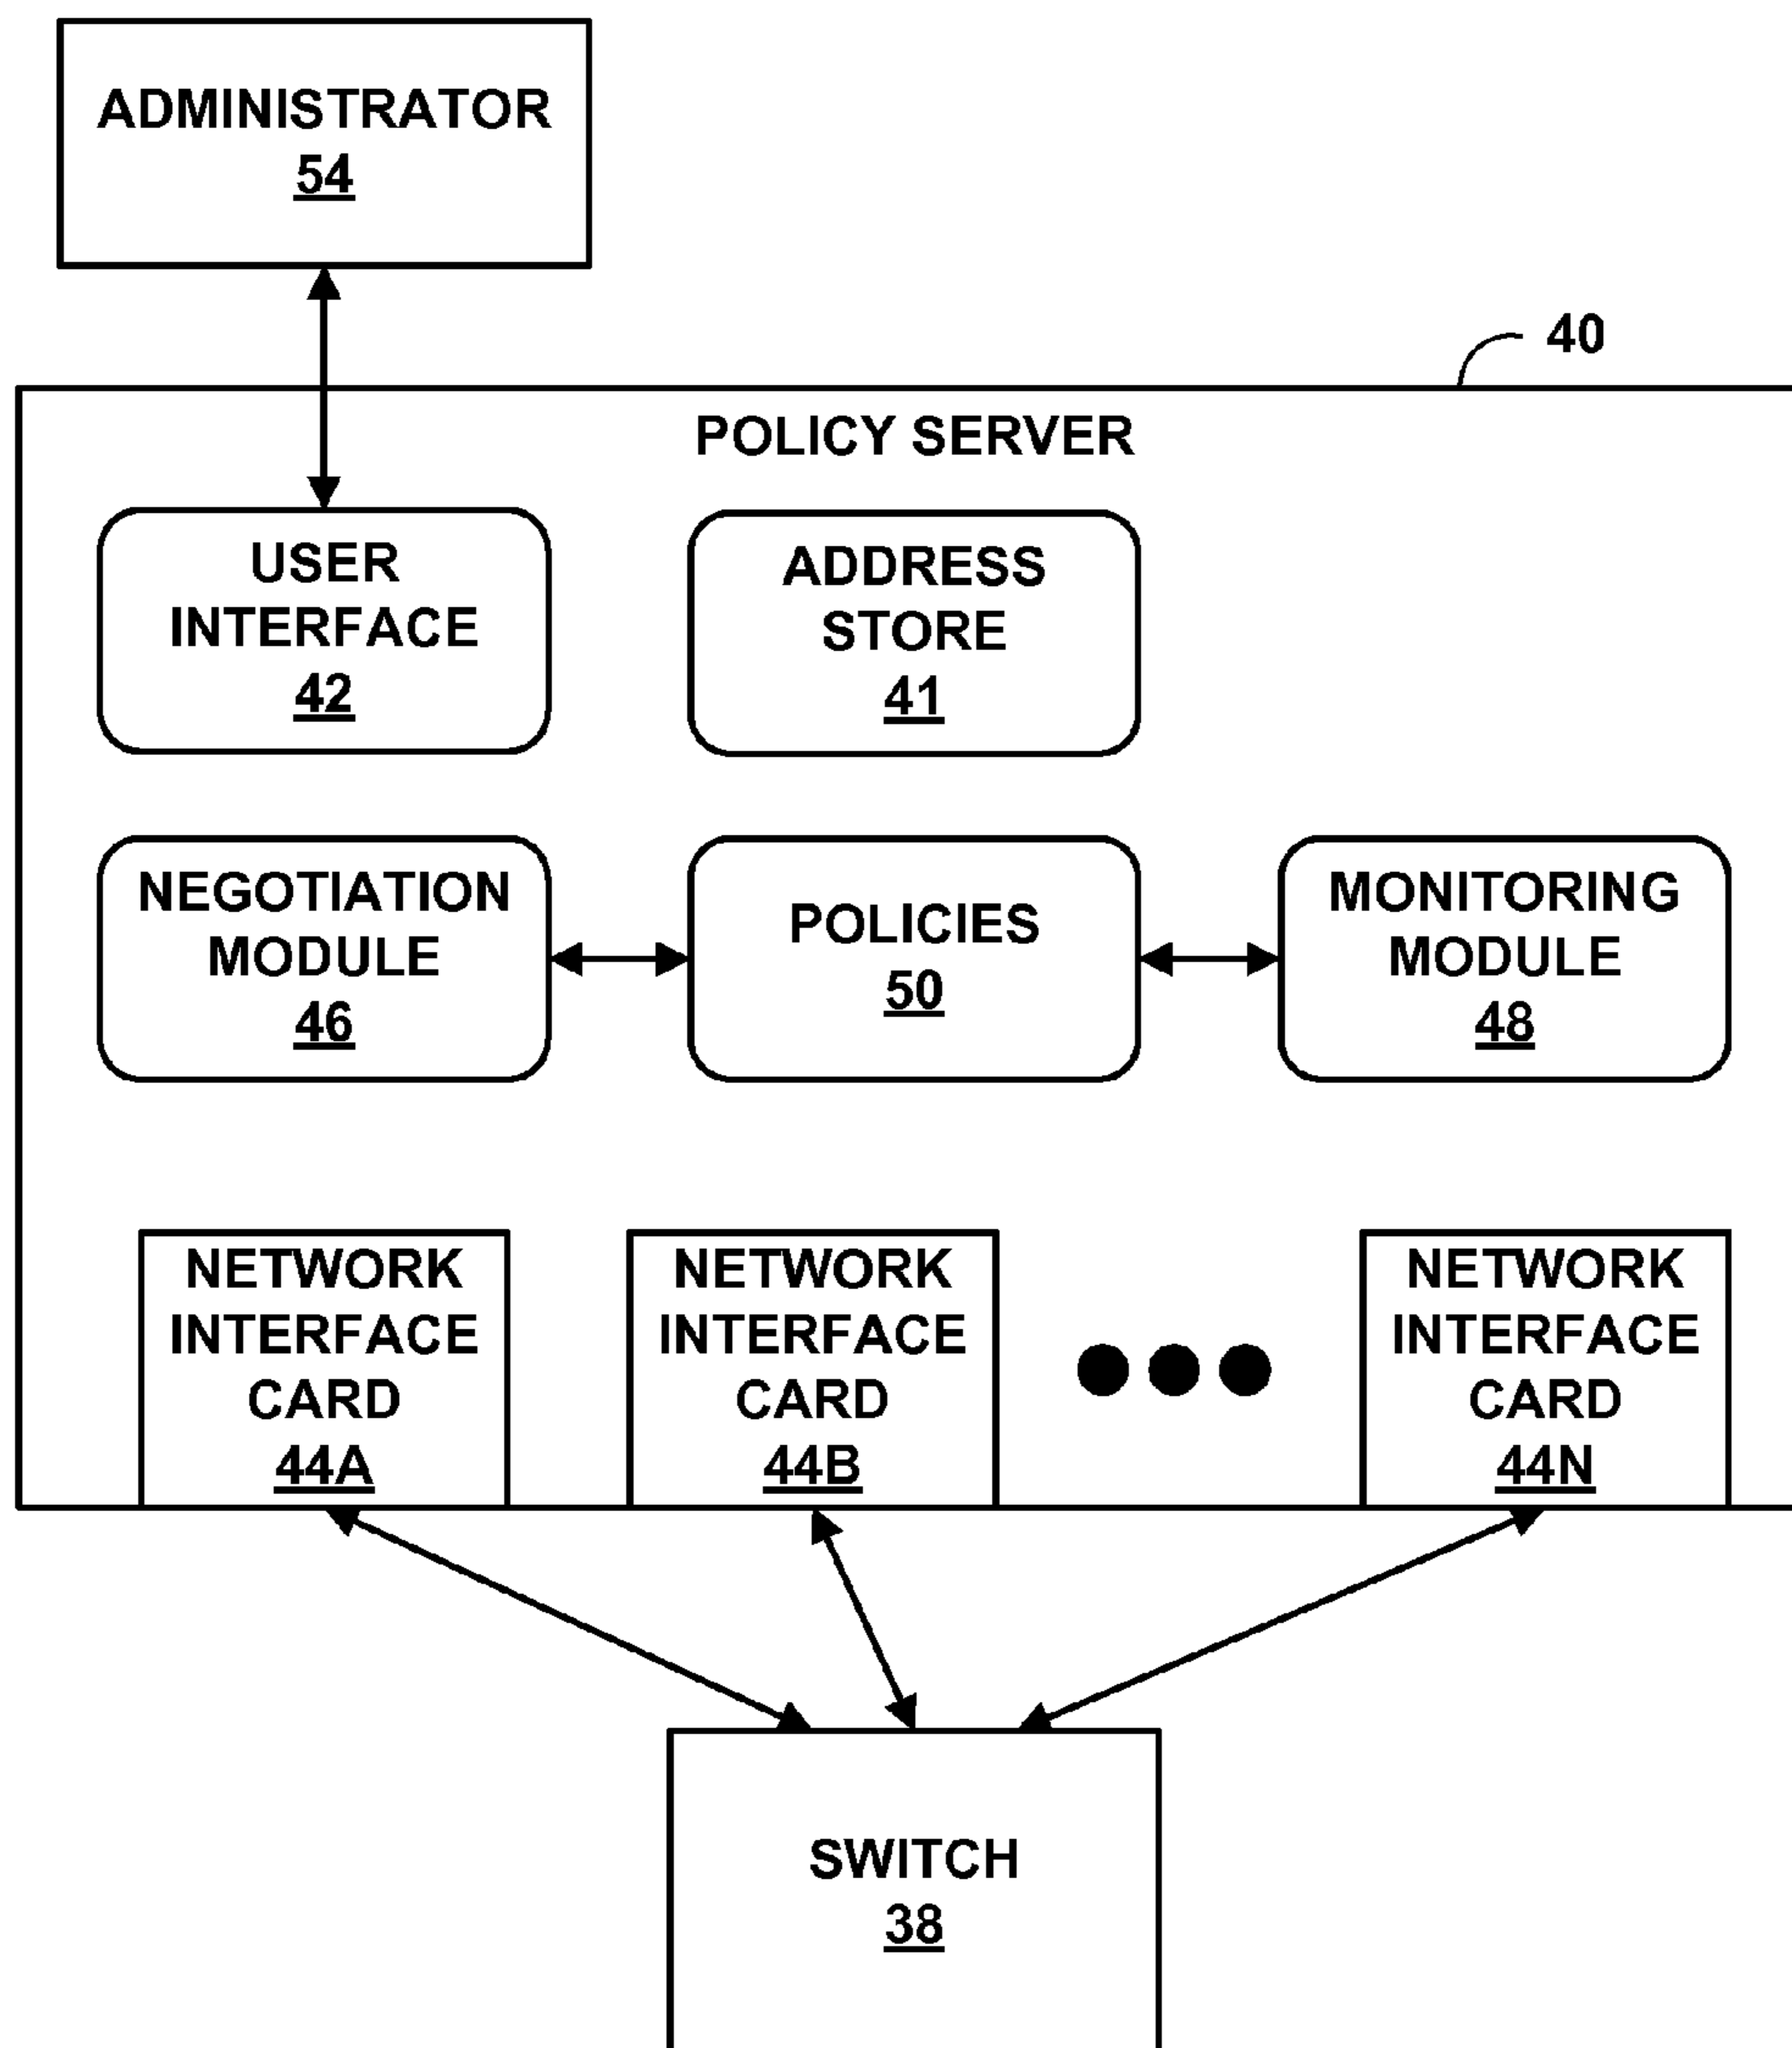 ADMINISTRATOR
54
40
POLICY SERVER
USER
INTERFACE
42
ADDRESS
STORE
41
NEGOTIATION
MODULE
46
POLICIES
50
MONITORING
MODULE
48
NETWORK
INTERFACE
CARD
44A
NETWORK
INTERFACE
CARD
44B
NETWORK
INTERFACE
CARD
44N
SWITCH
38